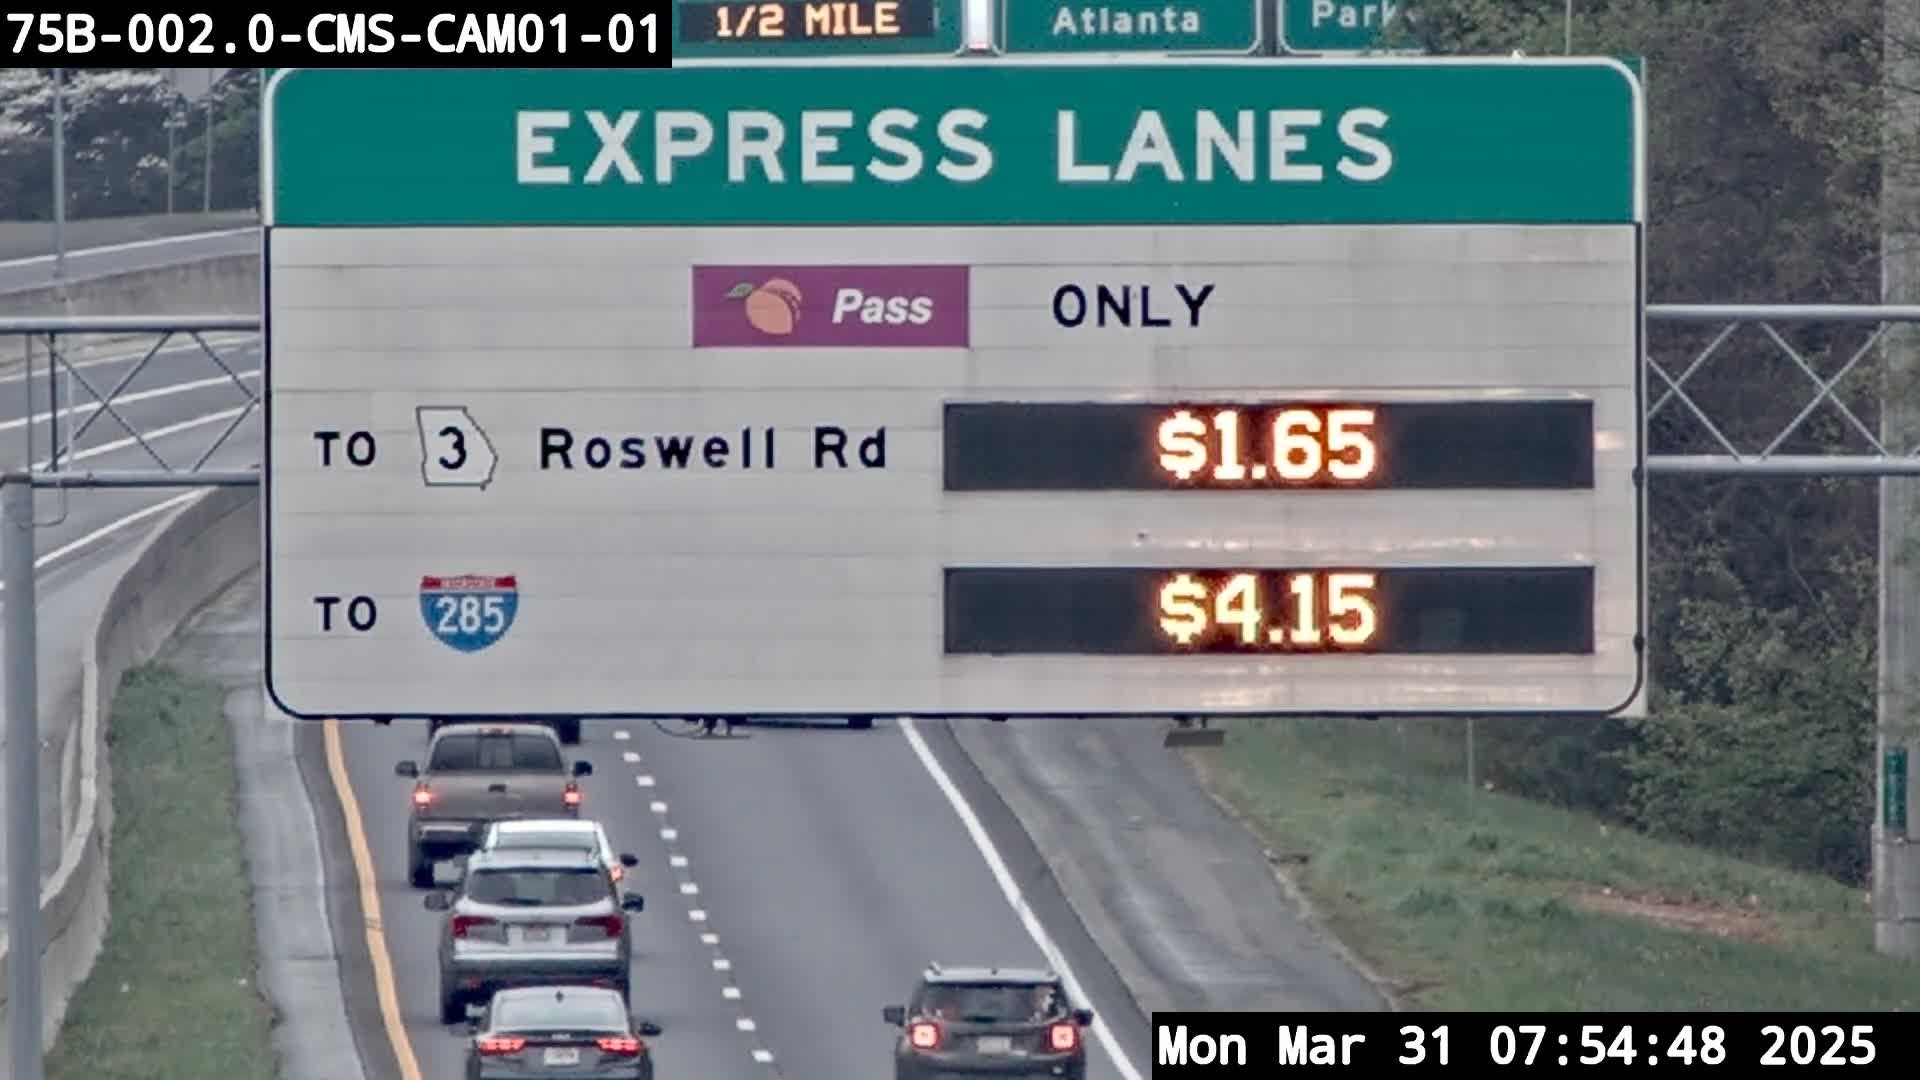 75B-002.0-CMS-CAM01-01
1/2 MILE
Atlanta
Park
EXPRESS LANES
Pass ONLY
TO 3 Roswell Rd $1.65
TO 285 $4.15
Mon Mar 31 07:54:48 2025